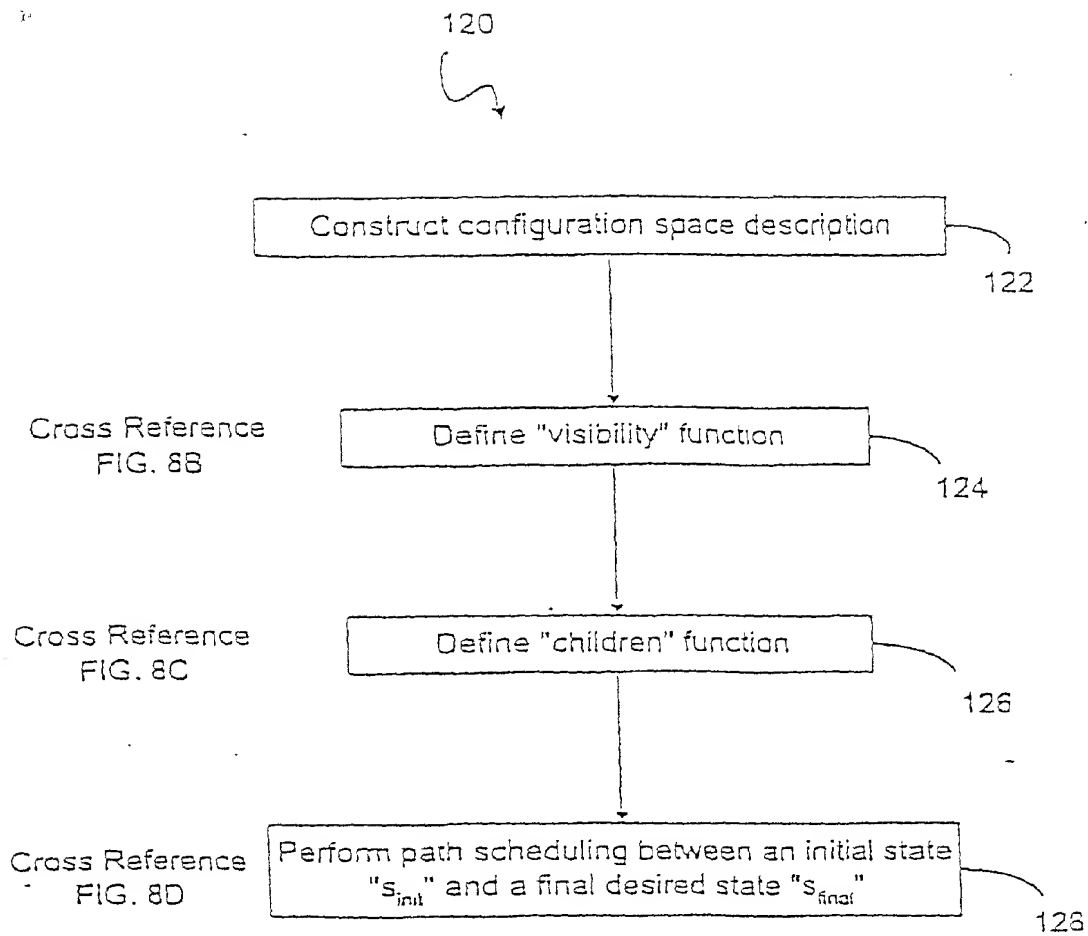 120
Construct configuration space description
122
Cross Reference
FIG. 8B
Define "visibility" function
124
Cross Reference
FIG. 8C
Define "children" function
126
Cross Reference
FIG. 8D
Perform path scheduling between an initial state
"s_init" and a final desired state "s_final"
128